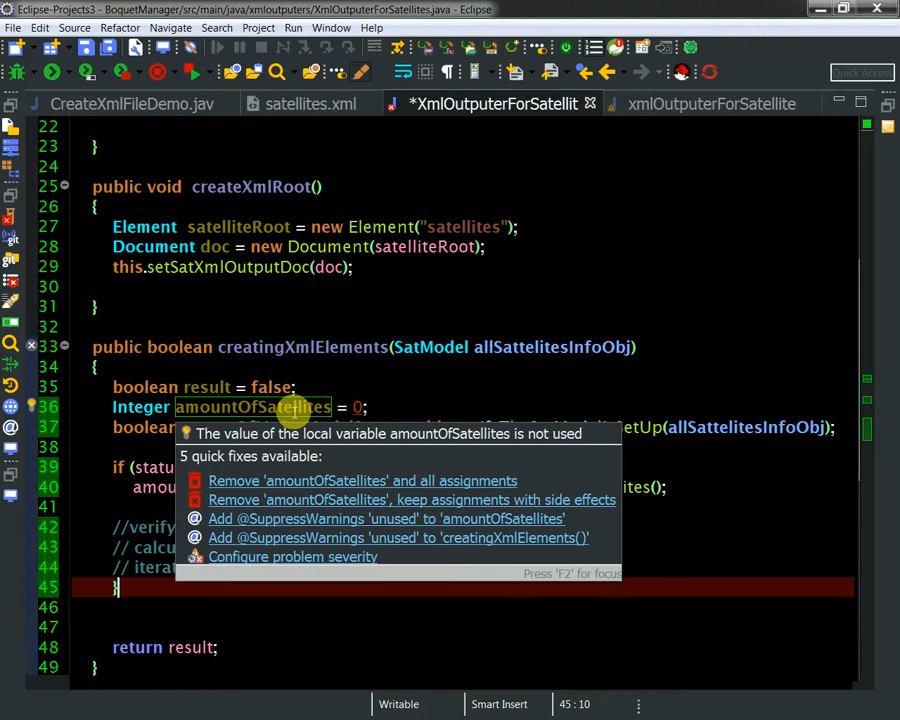 Eclipse-Projects3 - BoquetManager/src/main/java/xmloutputers/XmlOutputerForSatellites.java - Eclipse
File Edit Source Refactor Navigate Search Project Run Window Help
Quick Access
CreateXmlFileDemo.jav satellites.xml *XmlOutputerForSatellit xmlOutputerForSatellite
22
23 }
24
25 public void createXmlRoot()
26 {
27 Element satelliteRoot = new Element("satellites");
28 Document doc = new Document(satelliteRoot);
29 this.setSatXmlOutputDoc(doc);
30
31 }
32
33 public boolean creatingXmlElements(SatModel allSattelitesInfoObj)
34 {
35 boolean result = false;
36 Integer amountOfSatellites = 0;
37 boolean etUp(allSattelitesInfoObj);
The value of the local variable amountOfSatellites is not used
38
5 quick fixes available:
39 if (statu
Remove 'amountOfSatellites' and all assignments
40 amou ites();
Remove 'amountOfSatellites', keep assignments with side effects
41
Add @SuppressWarnings 'unused' to 'amountOfSatellites'
42 //verify
Add @SuppressWarnings 'unused' to 'creatingXmlElements()'
43 // calcu
Configure problem severity
44 // iterat
Press 'F2' for focus
45 }
46
47
48 return result;
49 }
Writable Smart Insert 45 : 10